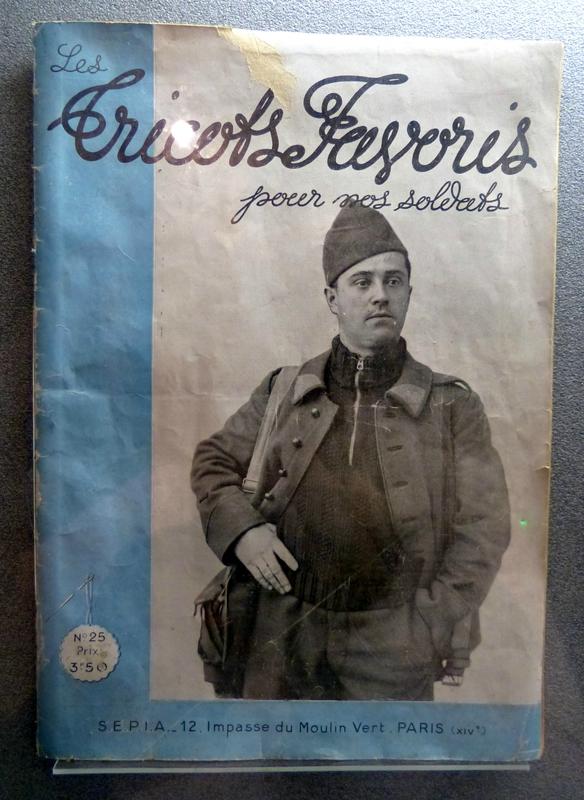 Les
Tricots Favoris
pour nos soldats
N° 25
Prix
3F50
S.E.P.I.A._12, Impasse du Moulin Vert. PARIS (XIVe)